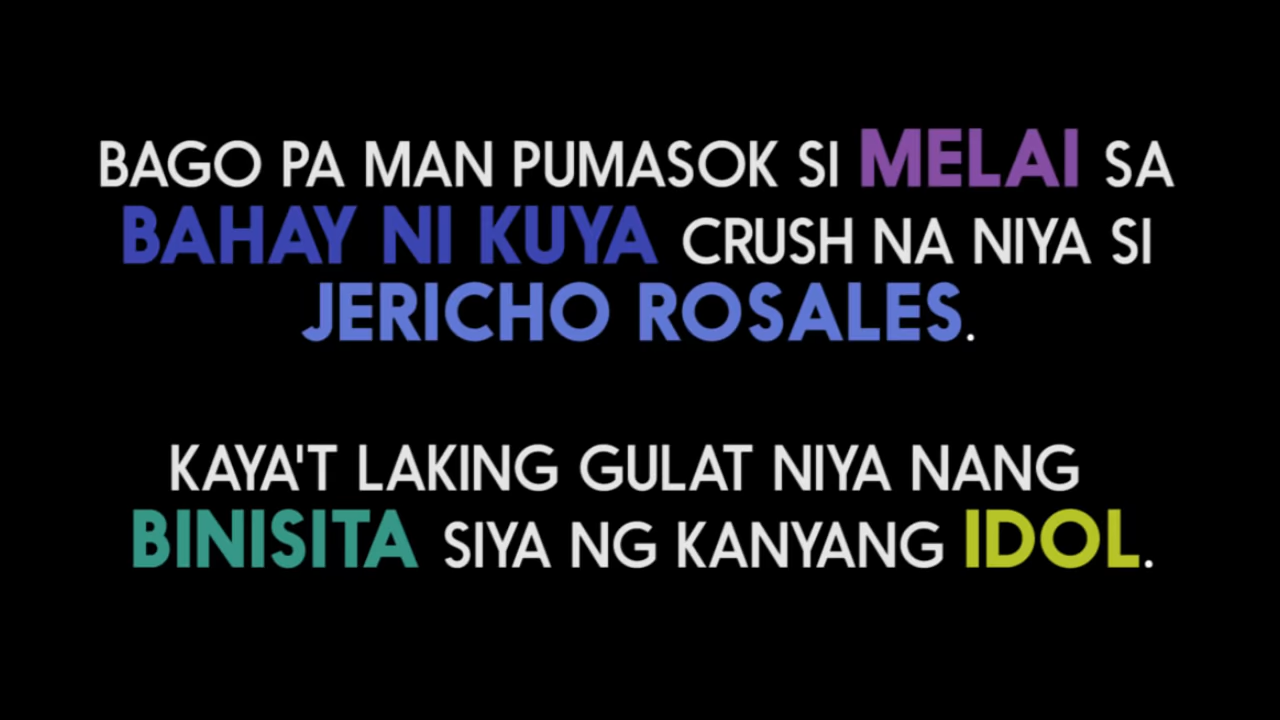 BAGO PA MAN PUMASOK SI MELAI SA
BAHAY NI KUYA CRUSH NA NIYA SI
JERICHO ROSALES.
KAYA'T LAKING GULAT NIYA NANG
BINISITA SIYA NG KANYANG IDOL.